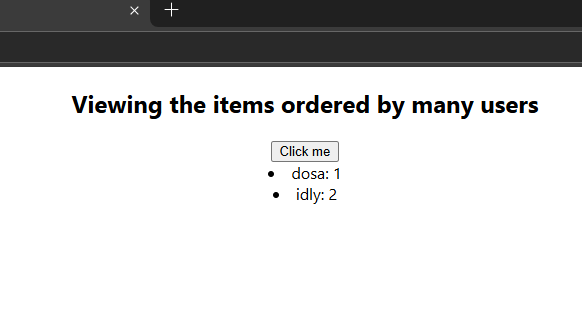 Viewing the items ordered by many users
Click me
dosa: 1
idly: 2